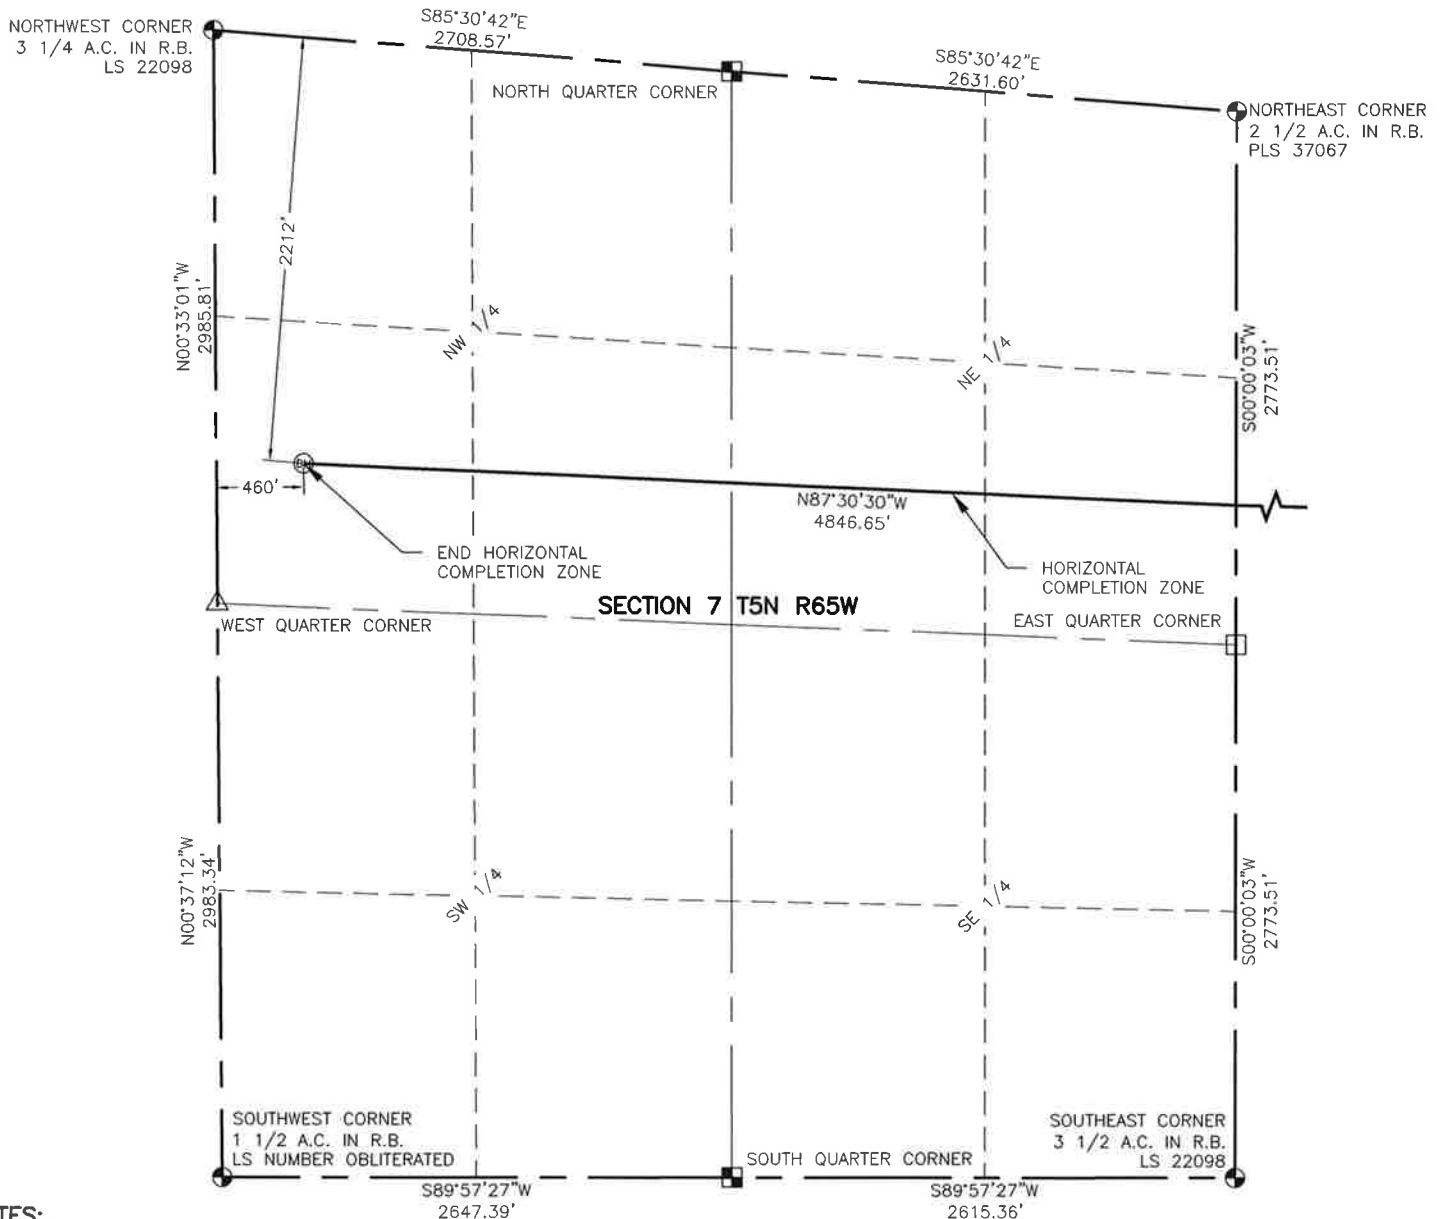 S85°30'42"E
2708.57'
NORTHWEST CORNER
3 1/4 A.C. IN R.B.
LS 22098
S85°30'42"E
2631.60'
NORTH QUARTER CORNER
NORTHEAST CORNER
2 1/2 A.C. IN R.B.
PLS 37067
2212'
N00°33'01"W
2985.81'
NW 1/4
NE 1/4
S00°00'03"W
2773.51'
BH
460'
N87°30'30"W
4846.65'
END HORIZONTAL
COMPLETION ZONE
HORIZONTAL
COMPLETION ZONE
SECTION 7 T5N R65W
WEST QUARTER CORNER
EAST QUARTER CORNER
N00°37'12"W
2983.34'
SW 1/4
SE 1/4
S00°00'03"W
2773.51'
SOUTHWEST CORNER
1 1/2 A.C. IN R.B.
LS NUMBER OBLITERATED
SOUTH QUARTER CORNER
SOUTHEAST CORNER
3 1/2 A.C. IN R.B.
LS 22098
S89°57'27"W
2647.39'
S89°57'27"W
2615.36'
TES: